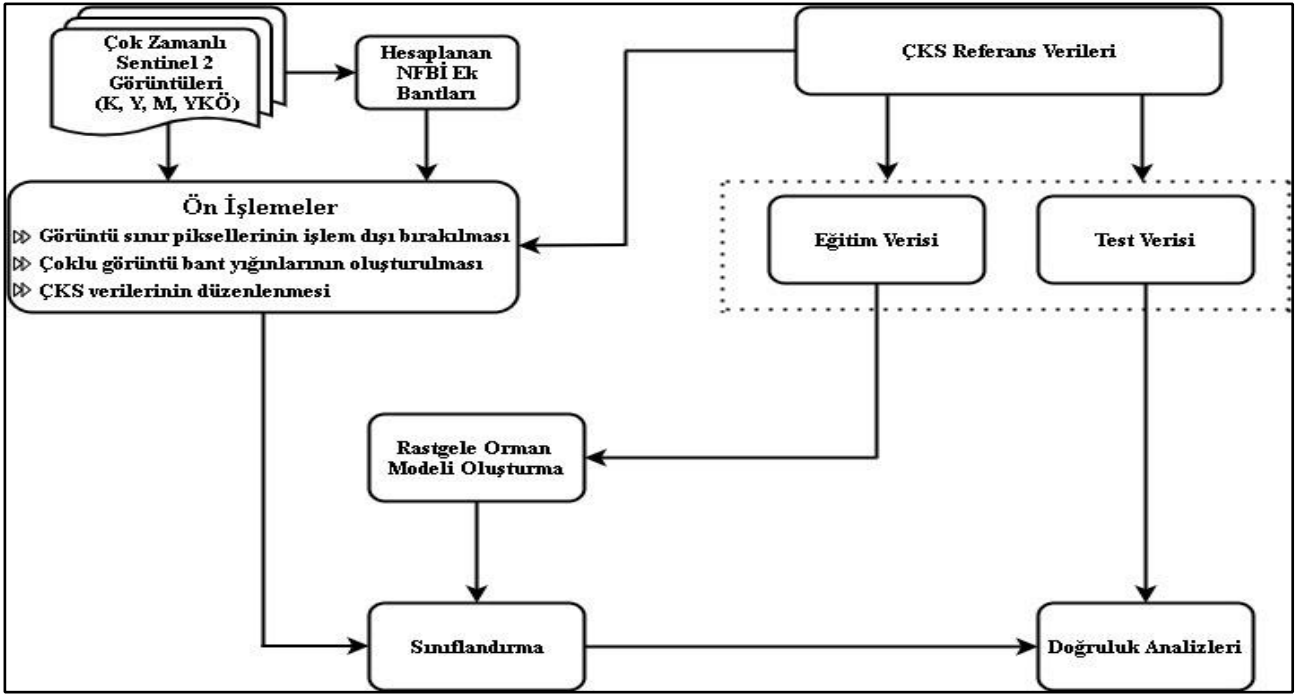 Çok Zamanlı
Sentinel 2
Görüntüleri
(K, Y, M, YKÖ)
Hesaplanan
NFBİ Ek
Bantları
ÇKS Referans Verileri
Ön İşlemeler
Görüntü sınır piksellerinin işlem dışı bırakılması
Çoklu görüntü bant yığınlarının oluşturulması
ÇKS verilerinin düzenlenmesi
Eğitim Verisi
Test Verisi
Rastgele Orman
Modeli Oluşturma
Sınıflandırma
Doğruluk Analizleri